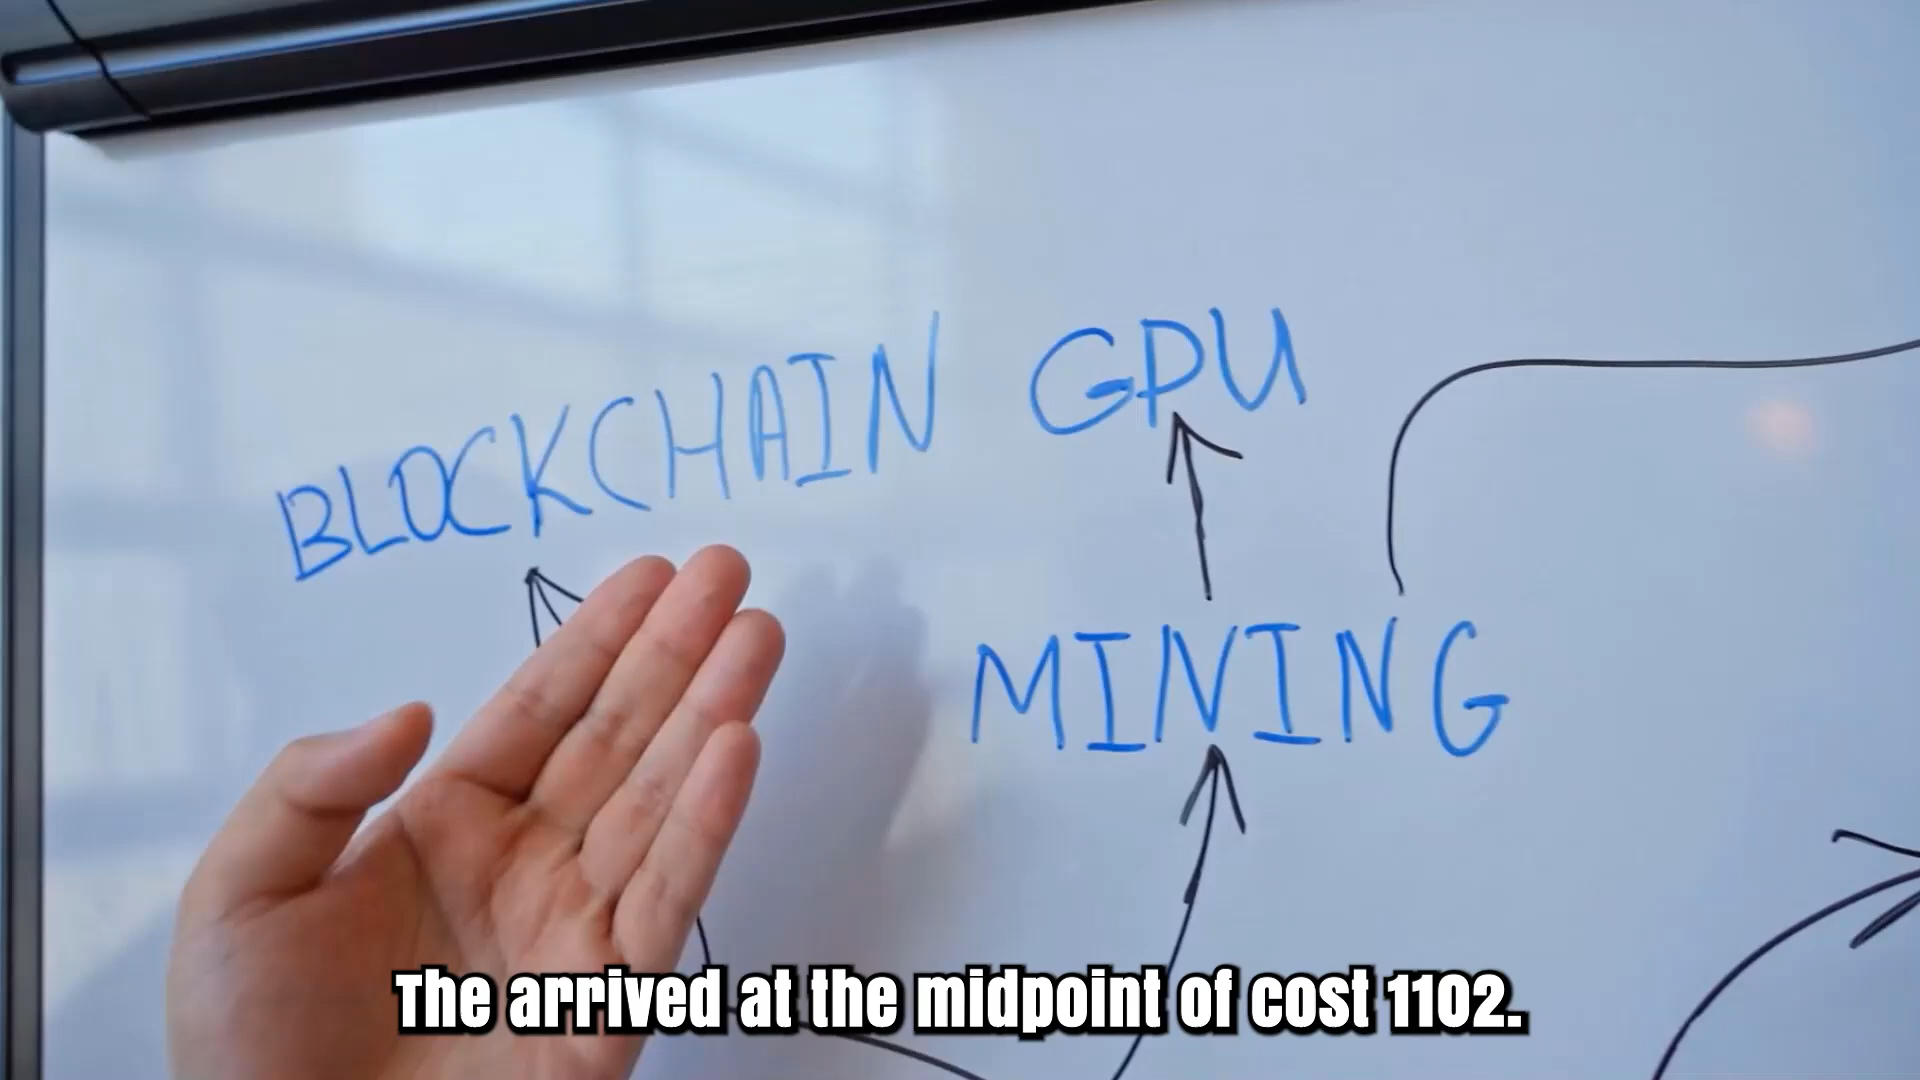 BLOCKCHAIN GPU
MINING
The arrived at the midpoint of cost 1102.